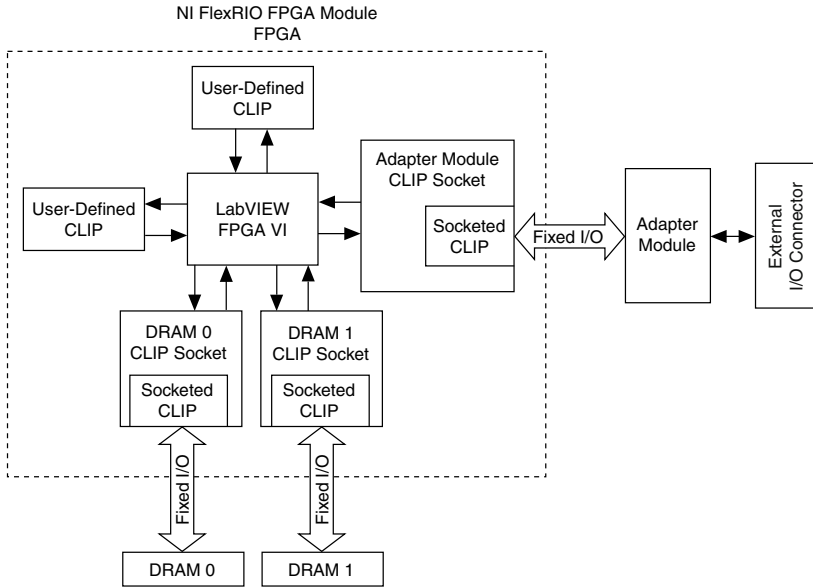 NI FlexRIO FPGA Module
FPGA
User-Defined
CLIP
User-Defined
CLIP
LabVIEW
FPGA VI
Adapter Module
CLIP Socket
Socketed
CLIP
Fixed I/O
Adapter
Module
External
I/O Connector
DRAM 0
CLIP Socket
Socketed
CLIP
DRAM 1
CLIP Socket
Socketed
CLIP
Fixed I/O
Fixed I/O
DRAM 0
DRAM 1